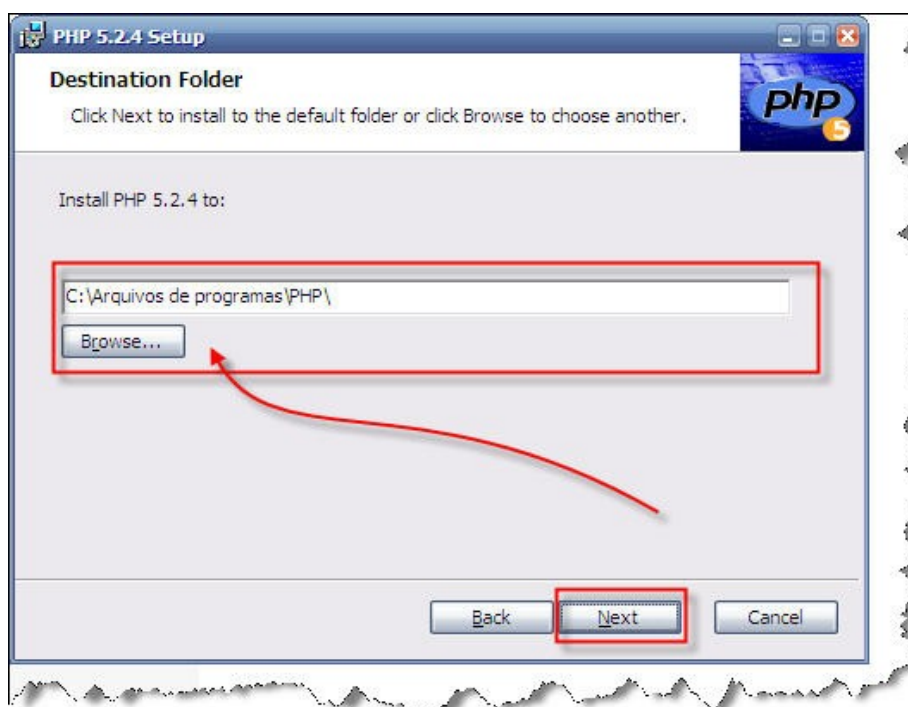 PHP 5.2.4 Setup
Destination Folder
Click Next to install to the default folder or click Browse to choose another.
php
5
Install PHP 5.2.4 to:
C:\Arquivos de programas\PHP\
Browse...
Back
Next
Cancel